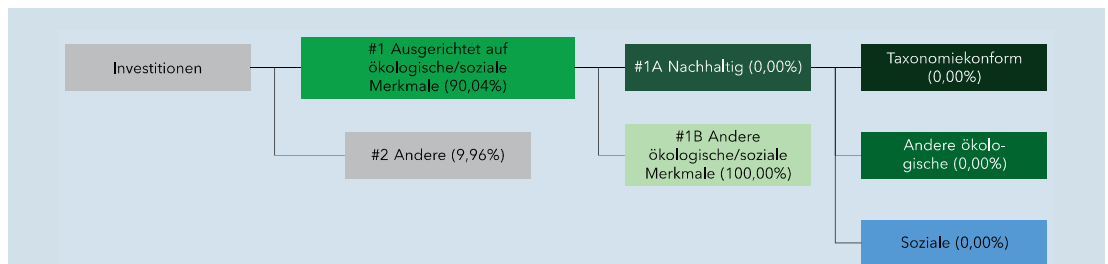 Investitionen
#1 Ausgerichtet auf
ökologische/soziale
Merkmale (90,04%)
#1A Nachhaltig (0,00%)
Taxonomiekonform
(0,00%)
#2 Andere (9,96%)
#1B Andere
ökologische/soziale
Merkmale (100,00%)
Andere ökolo-
gische (0,00%)
Soziale (0,00%)